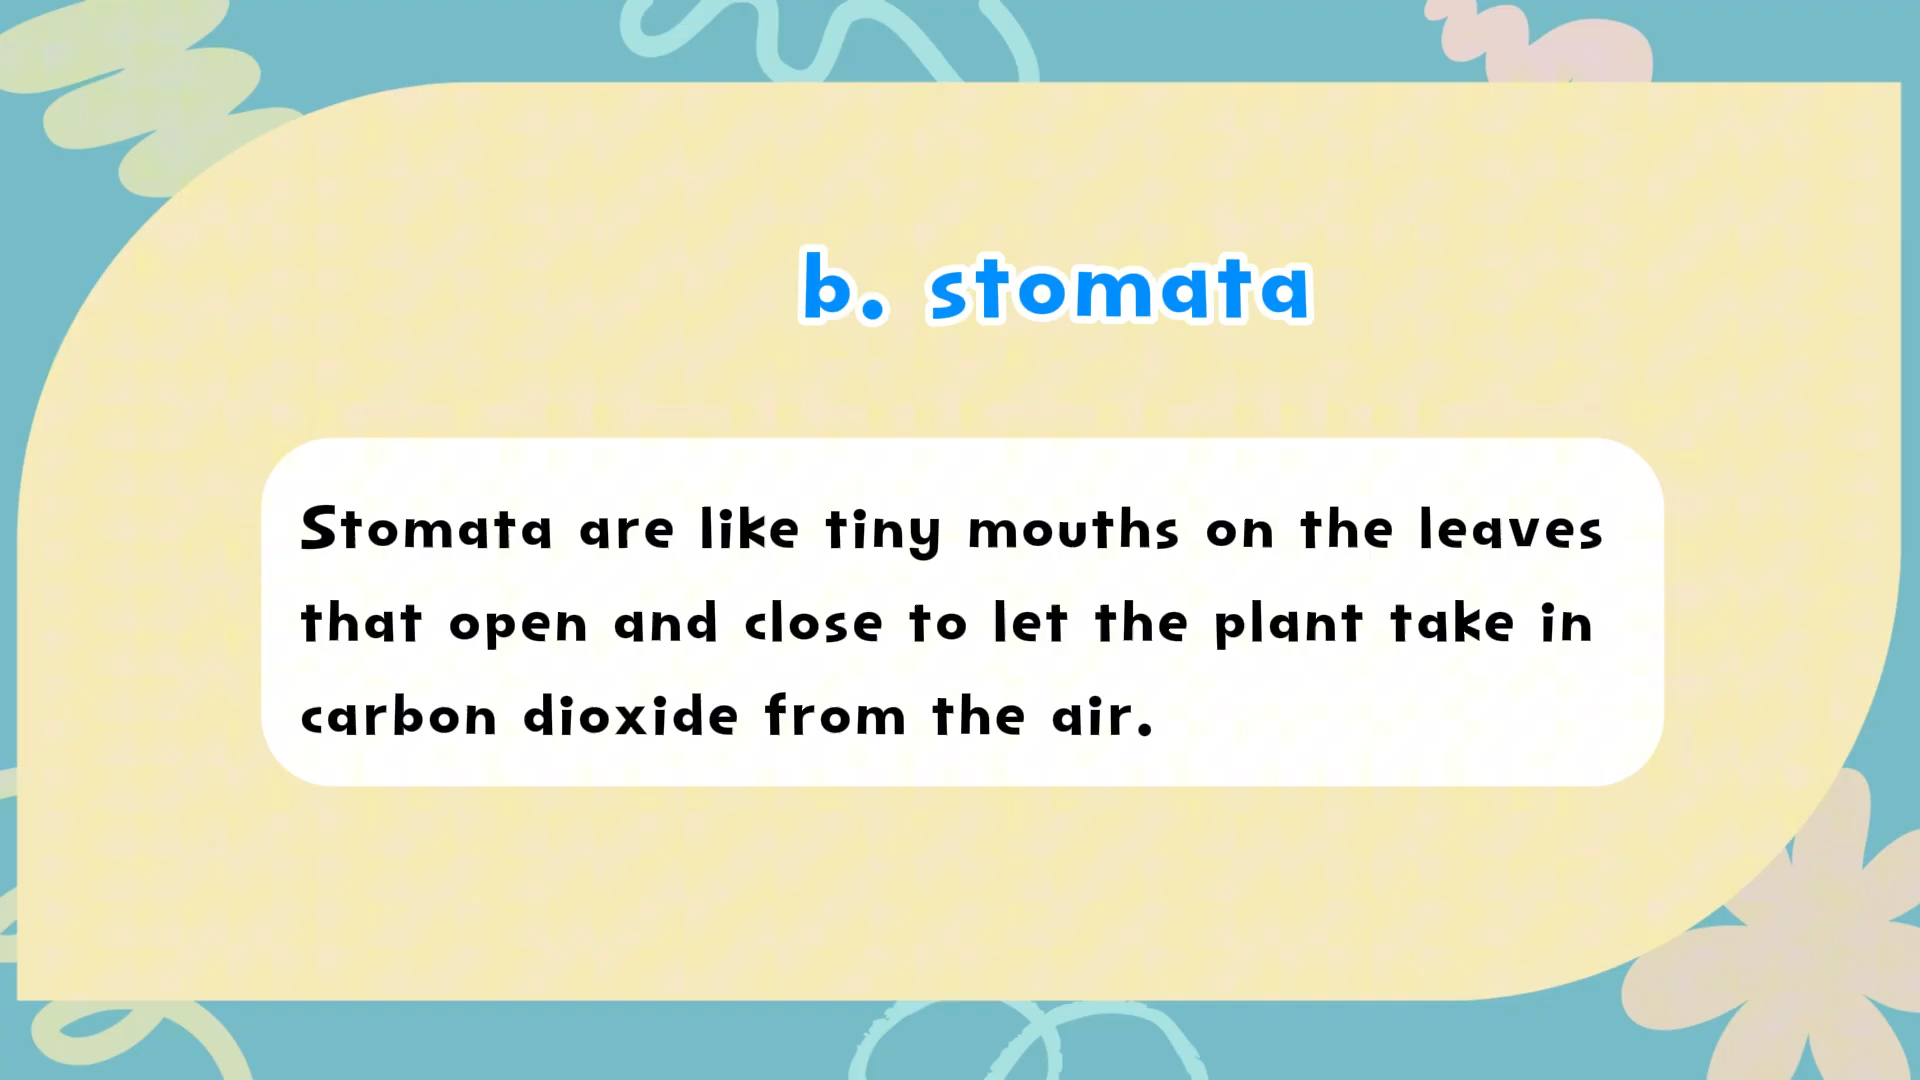 b. stomata
Stomata are like tiny mouths on the leaves
that open and close to let the plant take in
carbon dioxide from the air.